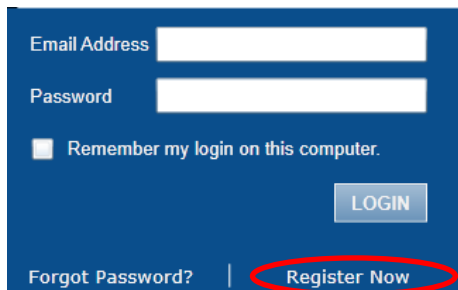 Email Address
Password
Remember my login on this computer.
LOGIN
Forgot Password? | Register Now